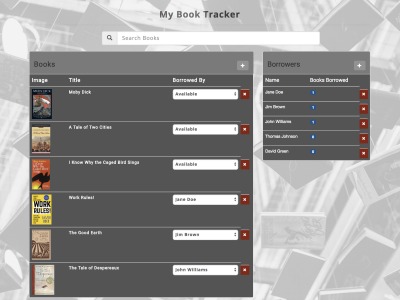 My Book Tracker
Search Books
Books
+
Image Title Borrowed By
Moby Dick Available
A Tale of Two Cities Available
I Know Why the Caged Bird Sings Available
Work Rules! Jane Doe
WORK RULES!
The Good Earth Jim Brown
The Tale of Despereaux John Williams
Borrowers
+
Name Books Borrowed
Jane Doe 1
Jim Brown 1
John Williams 1
Thomas Johnson 0
David Green 0